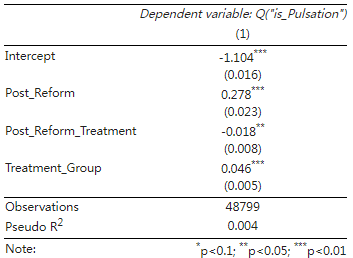 Dependent variable: Q("is_Pulsation")
(1)
Intercept -1.104***
(0.016)
Post_Reform 0.278***
(0.023)
Post_Reform_Treatment -0.018**
(0.008)
Treatment_Group 0.046***
(0.005)
Observations 48799
Pseudo R2 0.004
Note: *p<0.1; **p<0.05; ***p<0.01